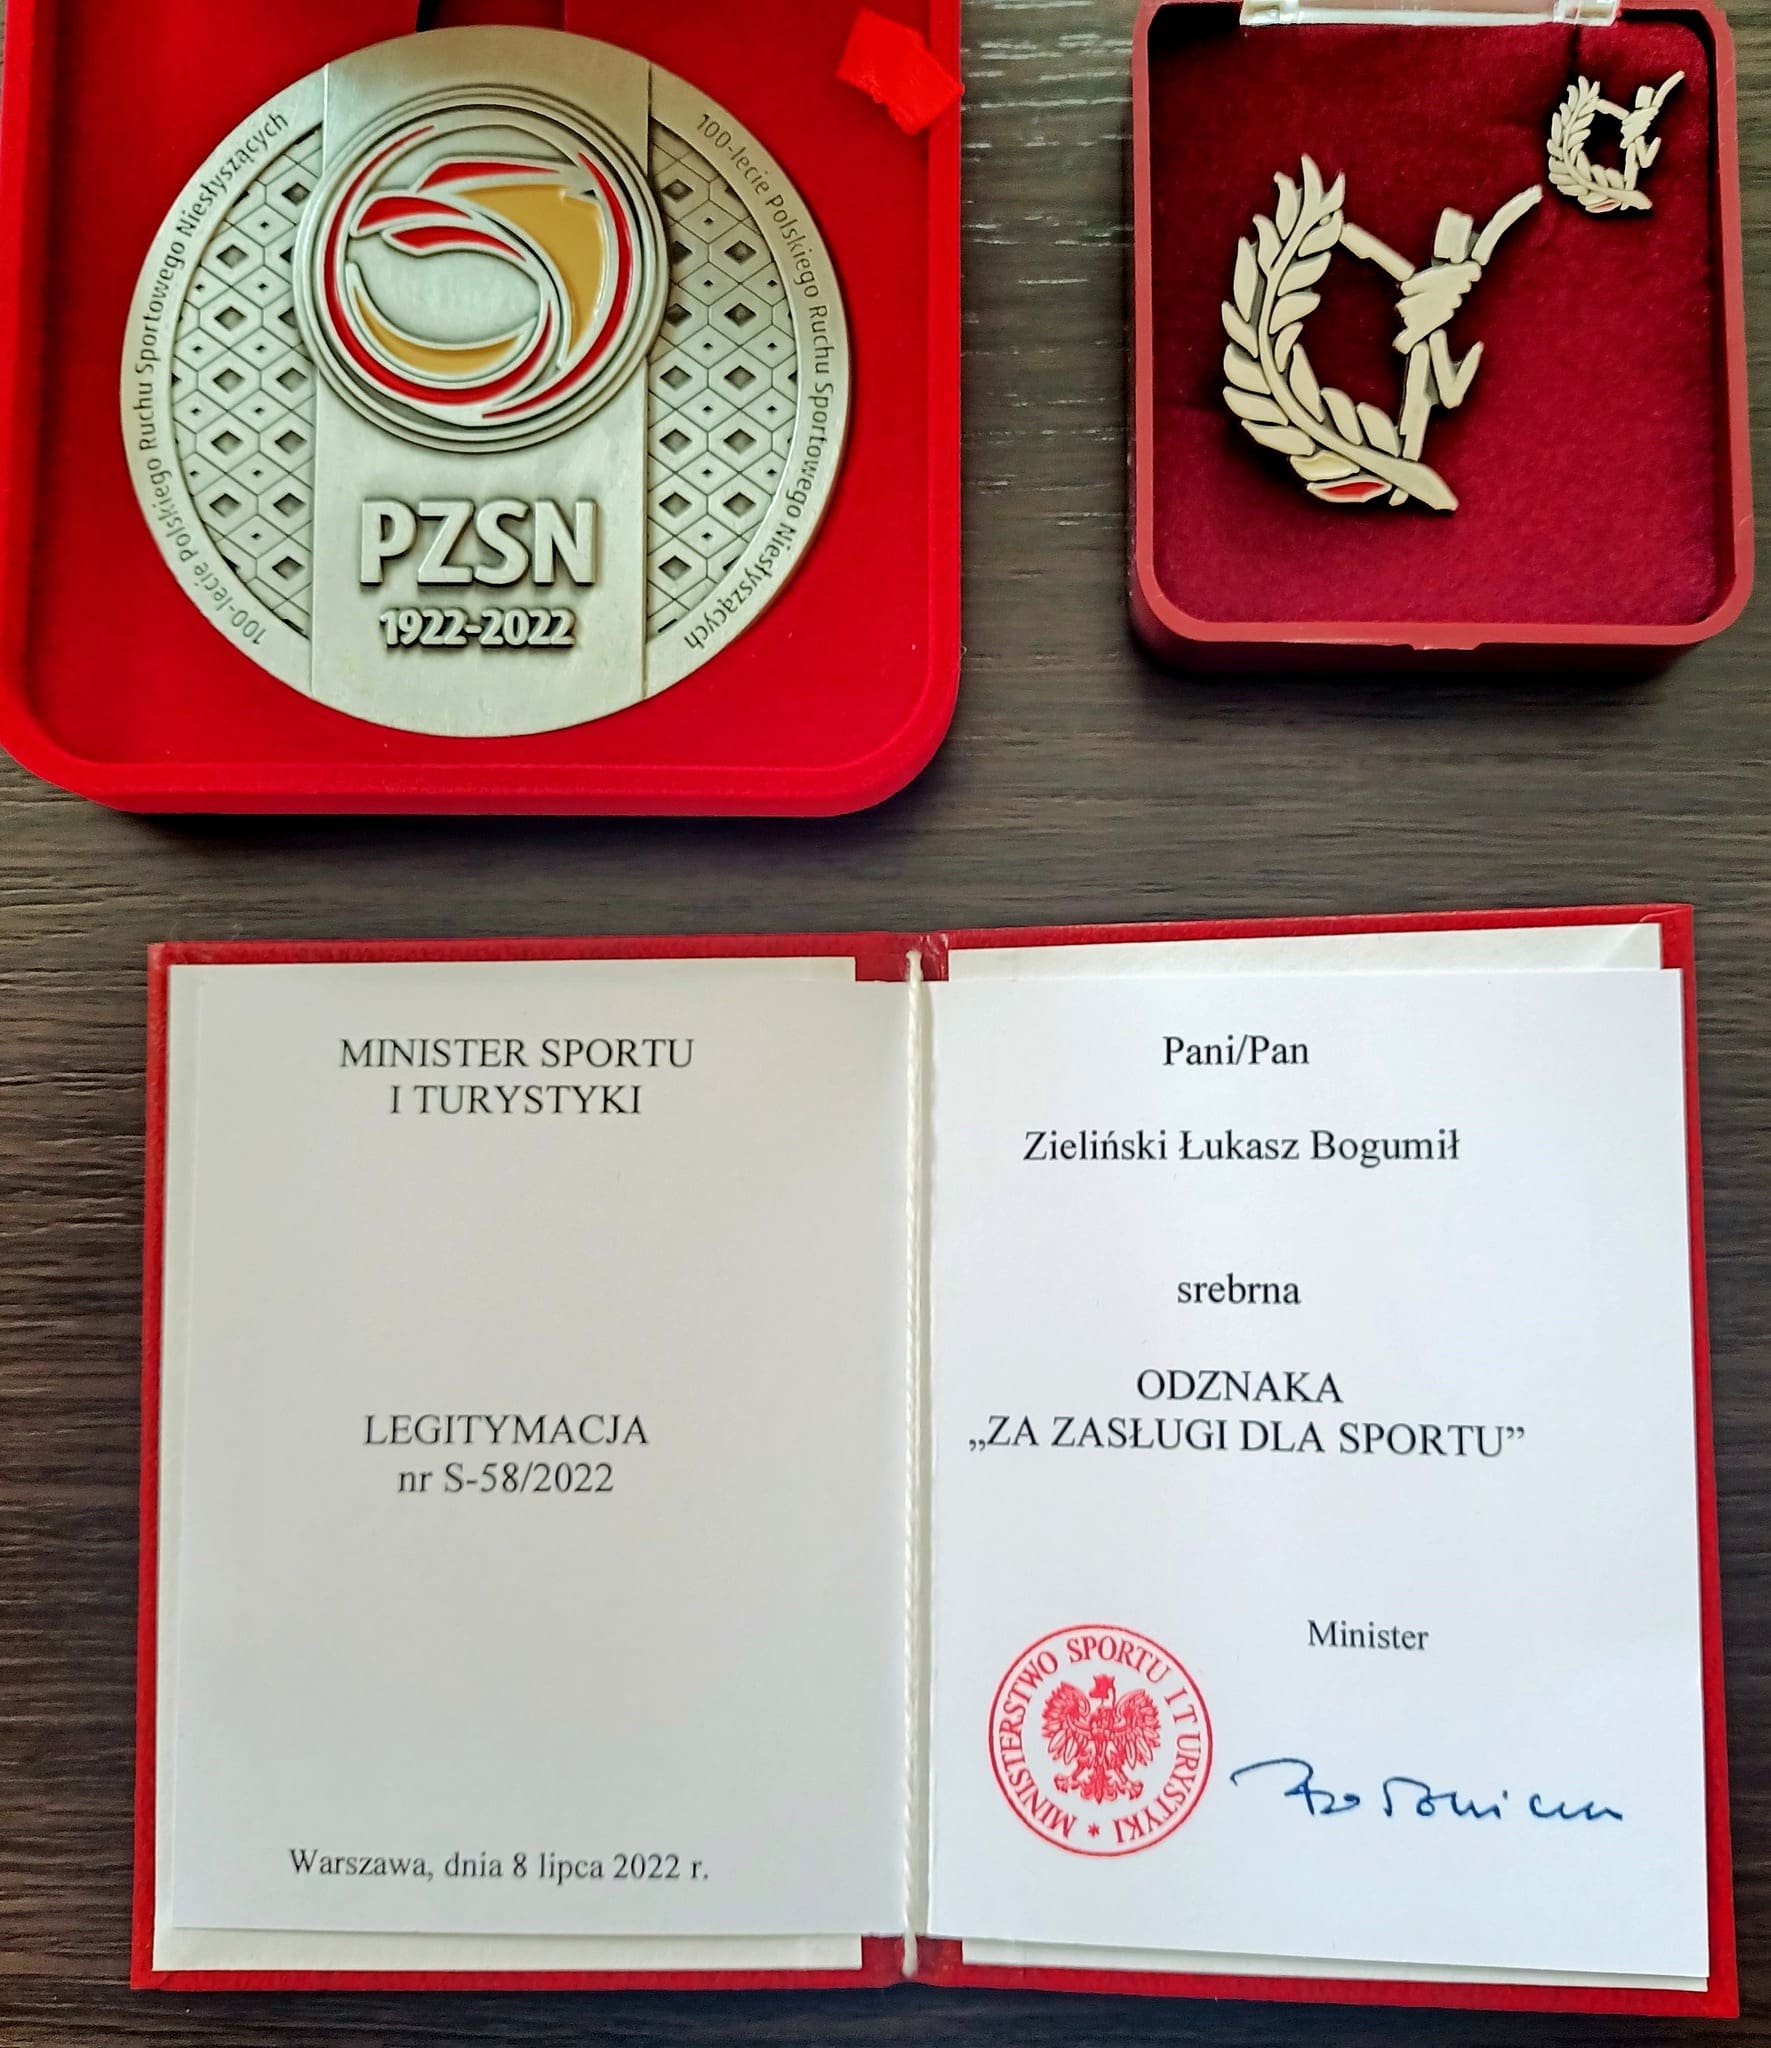 100-lecie Polskiego Ruchu Sportowego Niesłyszących
100-lecie Polskiego Ruchu Sportowego Niesłyszących
PZSN
1922-2022
MINISTER SPORTU
I TURYSTYKI
LEGITYMACJA
nr S-58/2022
Warszawa, dnia 8 lipca 2022 r.
Pani/Pan
Zieliński Łukasz Bogumił
srebrna
ODZNAKA
„ZA ZASŁUGI DLA SPORTU”
Minister
MINISTERSTWO SPORTU I TURYSTYKI *